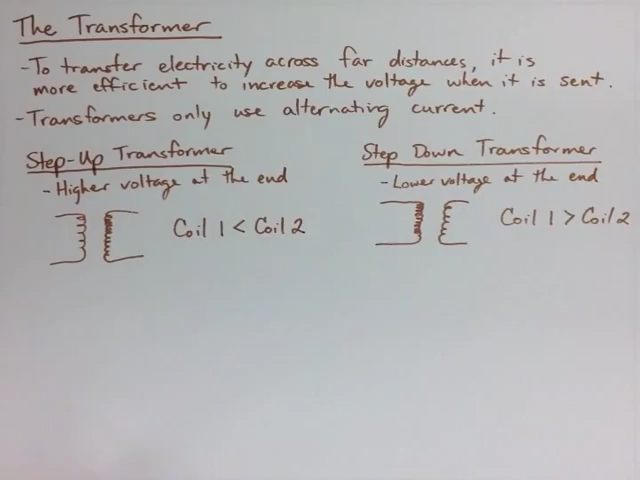 The Transformer
-To transfer electricity across far distances, it is
more efficient to increase the voltage when it is sent.
-Transformers only use alternating current.
Step-Up Transformer
-Higher voltage at the end
Coil 1 < Coil 2
Step Down Transformer
-Lower voltage at the end
Coil 1 > Coil 2